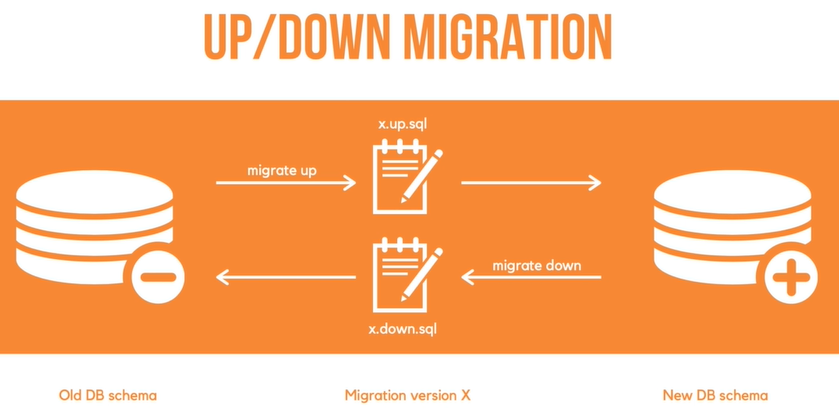 UP/DOWN MIGRATION
x.up.sql
migrate up
migrate down
x.down.sql
Old DB schema
Migration version X
New DB schema